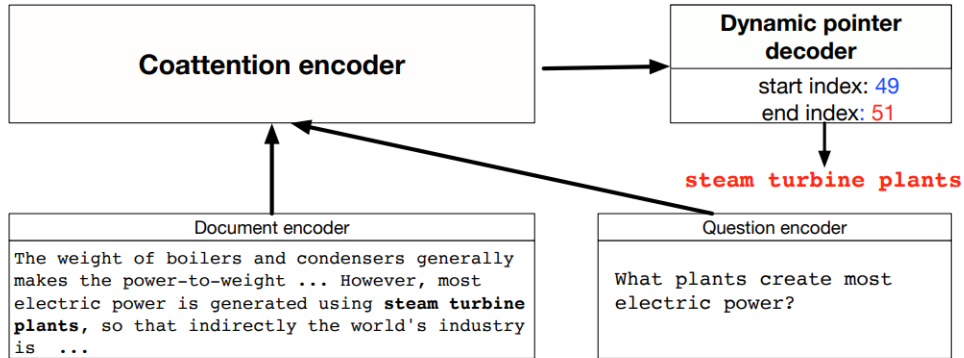 Coattention encoder
Dynamic pointer
decoder
start index: 49
end index: 51
steam turbine plants
Document encoder
The weight of boilers and condensers generally
makes the power-to-weight ... However, most
electric power is generated using steam turbine
plants, so that indirectly the world's industry
is ...
Question encoder
What plants create most
electric power?